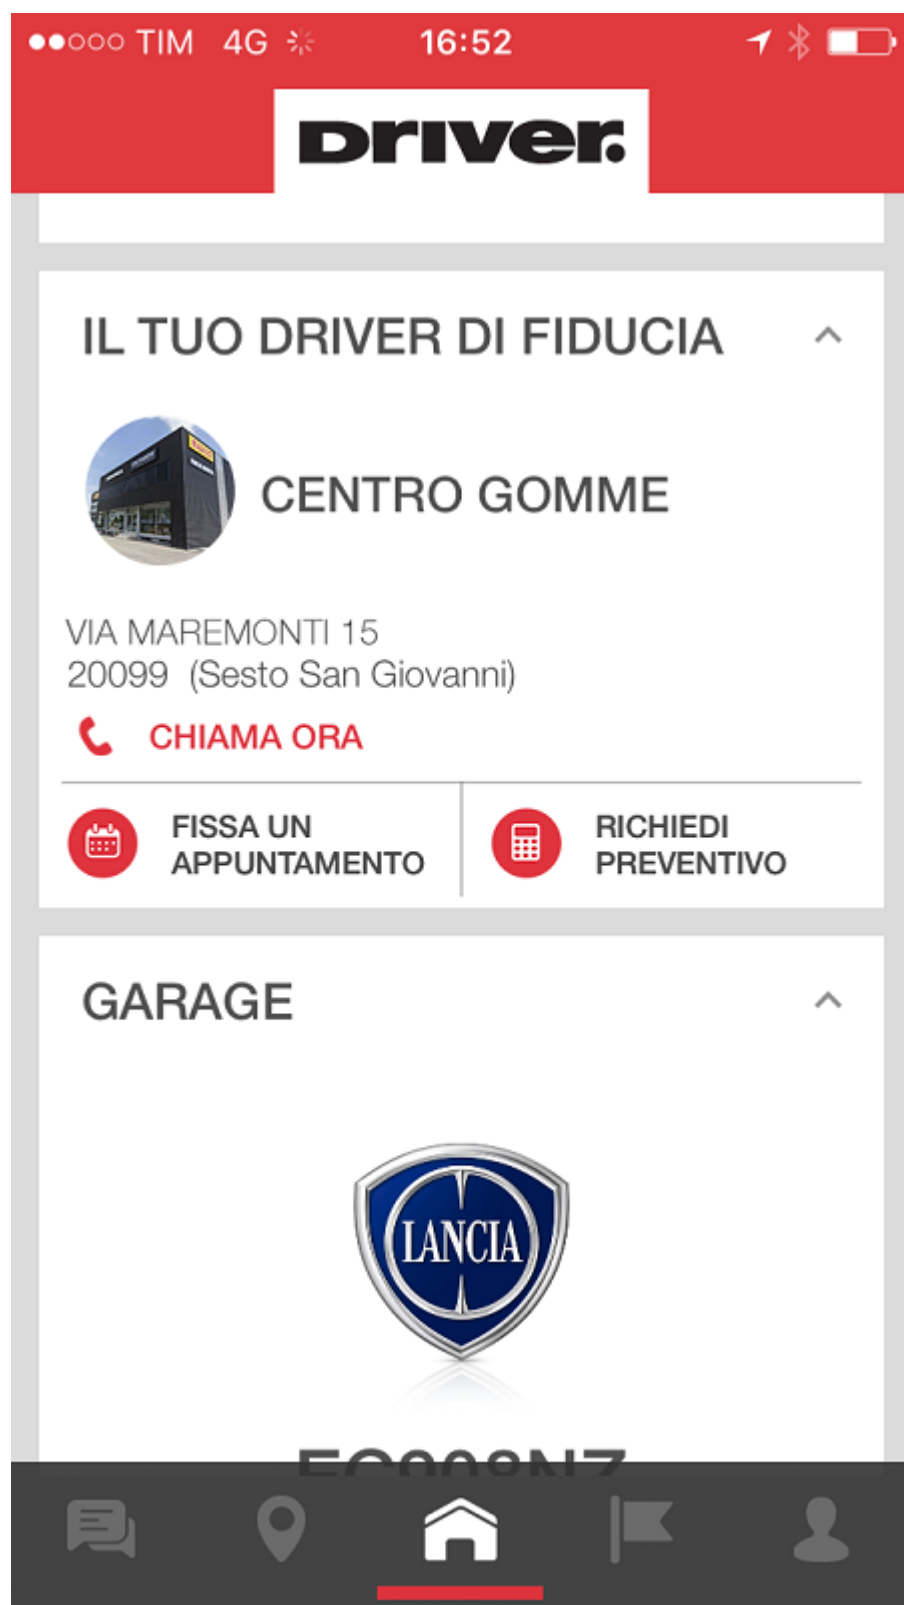 TIM 4G 16:52
Driver.
IL TUO DRIVER DI FIDUCIA
CENTRO GOMME
VIA MAREMONTI 15
20099 (Sesto San Giovanni)
CHIAMA ORA
FISSA UN
APPUNTAMENTO
RICHIEDI
PREVENTIVO
GARAGE
LANCIA